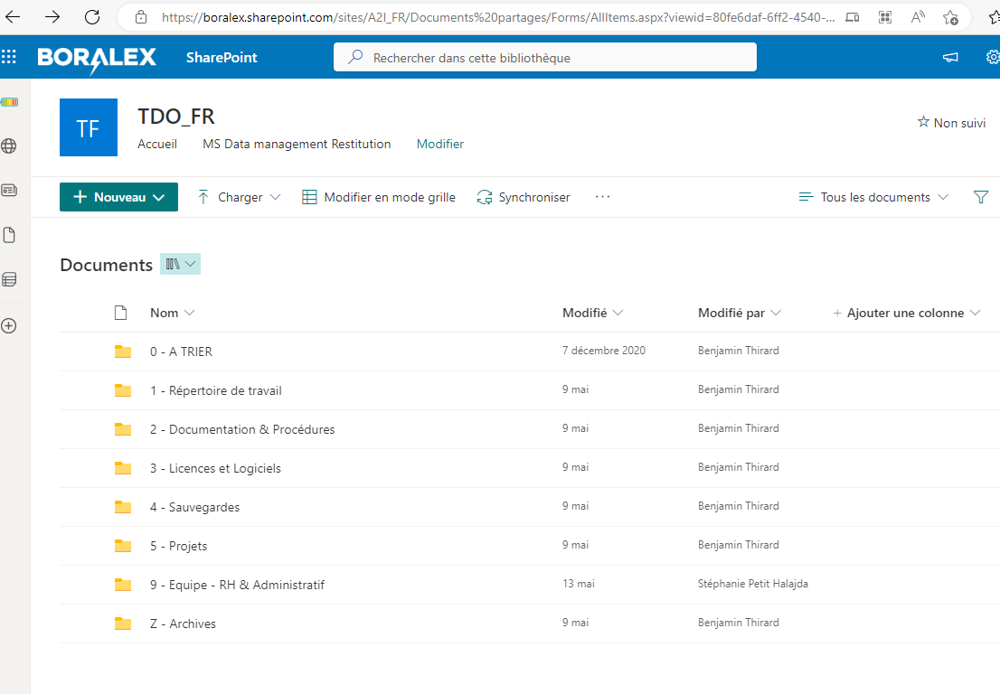 https://boralex.sharepoint.com/sites/A2I_FR/Documents%20partages/Forms/AllItems.aspx?viewid=80fe6daf-6ff2-4540-...
BORALEX SharePoint Rechercher dans cette bibliothèque
TF TDO_FR
Non suivi
Accueil MS Data management Restitution Modifier
+ Nouveau Charger Modifier en mode grille Synchroniser ... Tous les documents
Documents
Nom Modifié Modifié par + Ajouter une colonne
0 - A TRIER 7 décembre 2020 Benjamin Thirard
1 - Répertoire de travail 9 mai Benjamin Thirard
2 - Documentation & Procédures 9 mai Benjamin Thirard
3 - Licences et Logiciels 9 mai Benjamin Thirard
4 - Sauvegardes 9 mai Benjamin Thirard
5 - Projets 9 mai Benjamin Thirard
9 - Equipe - RH & Administratif 13 mai Stéphanie Petit Halajda
Z - Archives 9 mai Benjamin Thirard